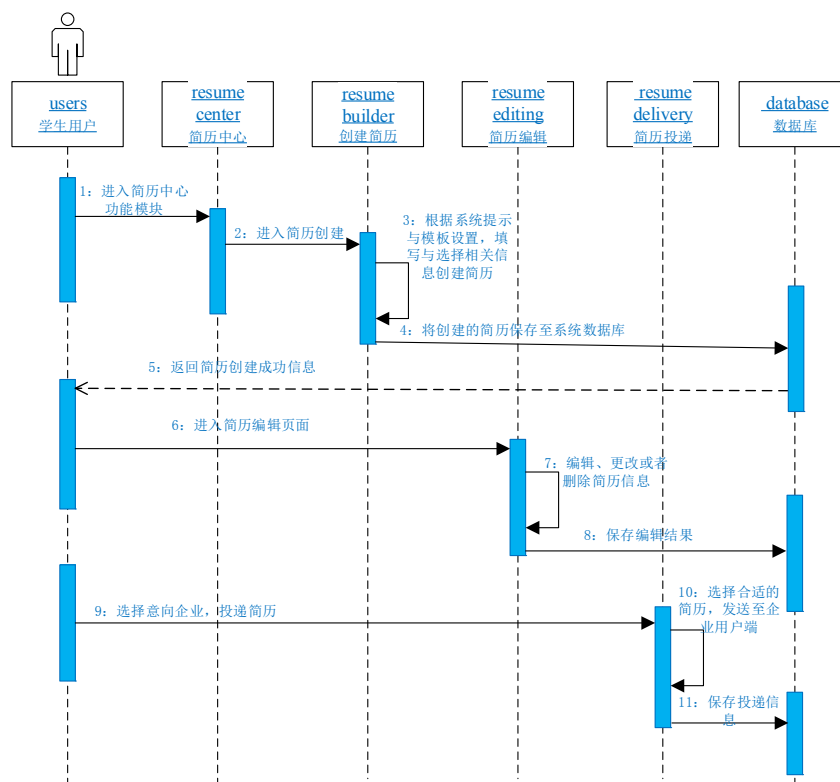 users
学生用户
resume
center
简历中心
resume
builder
创建简历
resume
editing
简历编辑
resume
delivery
简历投递
database
数据库
1：进入简历中心
功能模块
2：进入简历创建
3：根据系统提示
与模板设置，填
写与选择相关信
息创建简历
4：将创建的简历保存至系统数据库
5：返回简历创建成功信息
6：进入简历编辑页面
7：编辑、更改或者
删除简历信息
8：保存编辑结果
9：选择意向企业，投递简历
10：选择合适的
简历，发送至企
业用户端
11：保存投递信
息